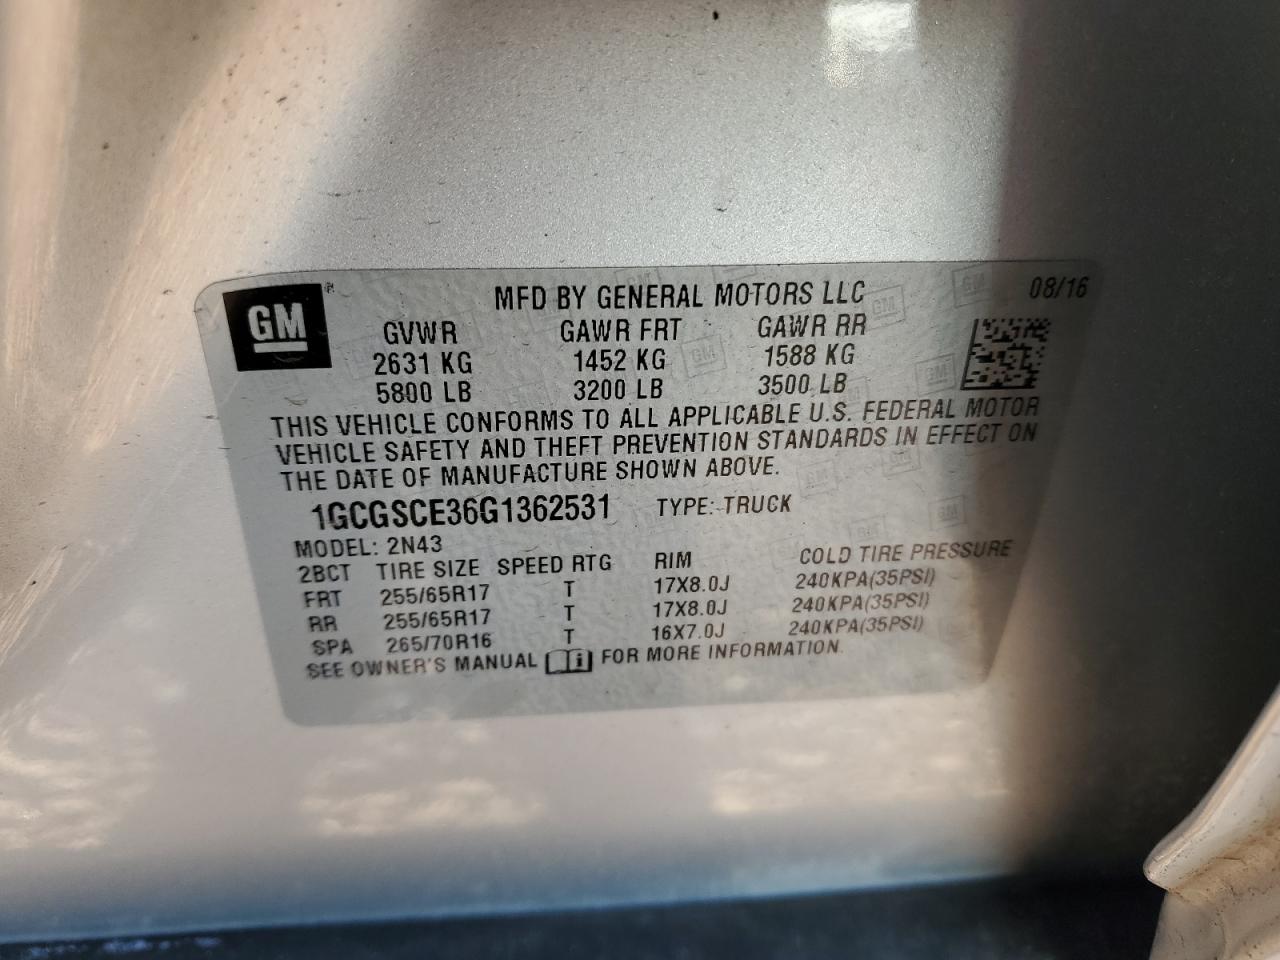 GM ® MFD BY GENERAL MOTORS LLC 08/16
GVWR GAWR FRT GAWR RR
2631 KG 1452 KG 1588 KG
5800 LB 3200 LB 3500 LB
THIS VEHICLE CONFORMS TO ALL APPLICABLE U.S. FEDERAL MOTOR
VEHICLE SAFETY AND THEFT PREVENTION STANDARDS IN EFFECT ON
THE DATE OF MANUFACTURE SHOWN ABOVE.
1GCGSCE36G1362531 TYPE: TRUCK
MODEL: 2N43
2BCT TIRE SIZE SPEED RTG RIM COLD TIRE PRESSURE
FRT 255/65R17 T 17X8.0J 240KPA(35PSI)
RR 255/65R17 T 17X8.0J 240KPA(35PSI)
SPA 265/70R16 T 16X7.0J 240KPA(35PSI)
SEE OWNER'S MANUAL FOR MORE INFORMATION.